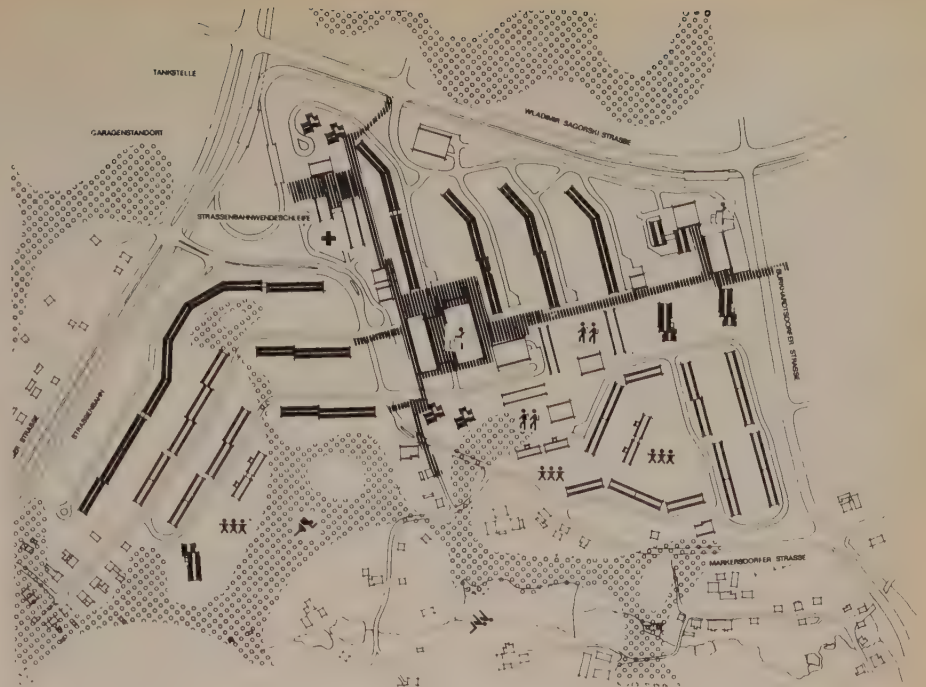 TANKSTELLE
GARAGENSTANDORT
WLADIMIR SAGORSKI STRASSE
STRASSENBAHNWENDESCHLEIFE
BURKHARDTSDORFER STRASSE
STRASSENBAHN
STRASSE
MARKERSDORFER STRASSE